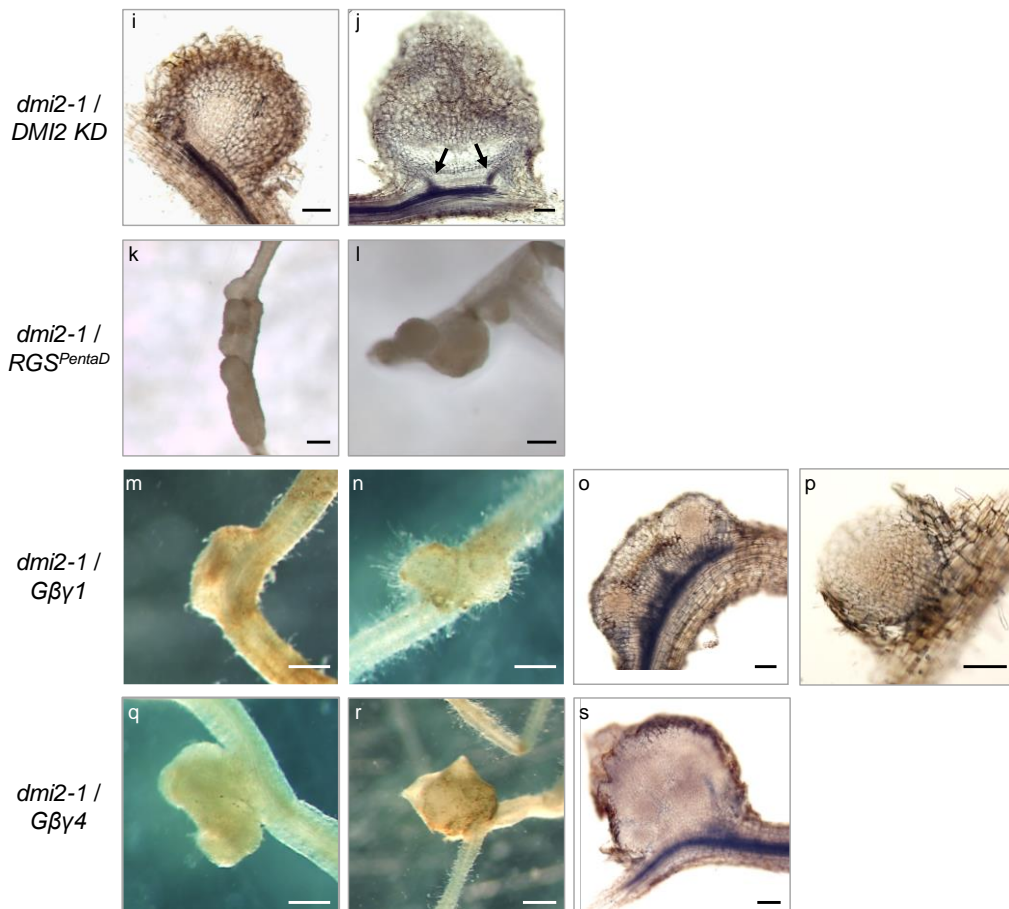 i
j
dmi2-1 /
DMI2 KD
k
l
dmi2-1 /
RGS^PentaD
m
n
o
p
dmi2-1 /
Gβγ1
q
r
s
dmi2-1 /
Gβγ4